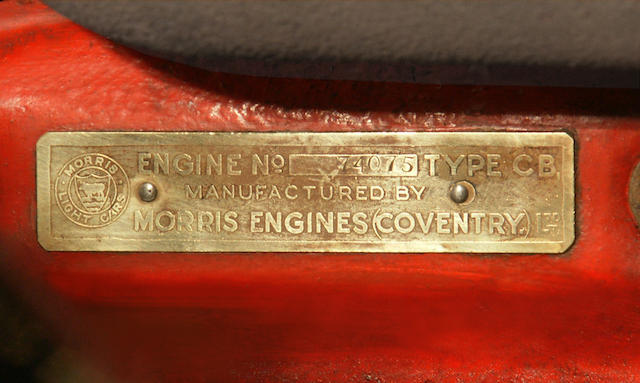 MORRIS
LIGHT CARS
ENGINE No 74075 TYPE CB
MANUFACTURED BY
MORRIS ENGINES (COVENTRY.) LTD